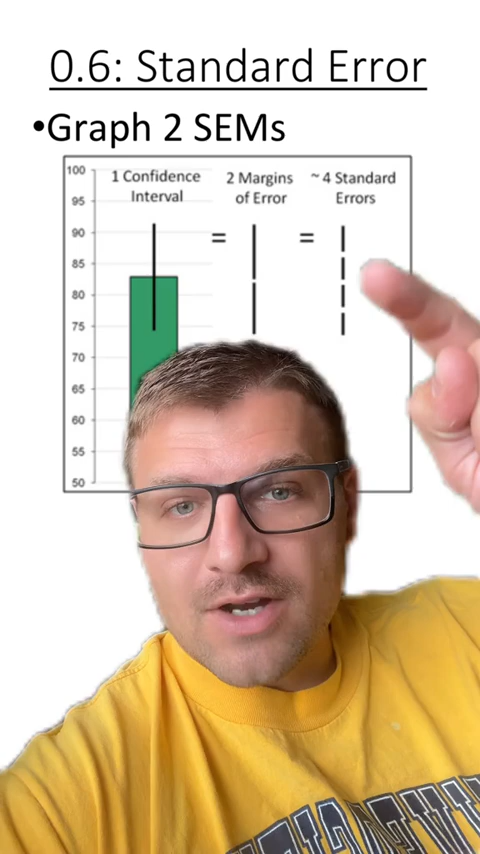 0.6: Standard Error
•Graph 2 SEMs
1 Confidence Interval
2 Margins of Error
~ 4 Standard Errors
= =
100
95
90
85
80
75
70
65
60
55
50